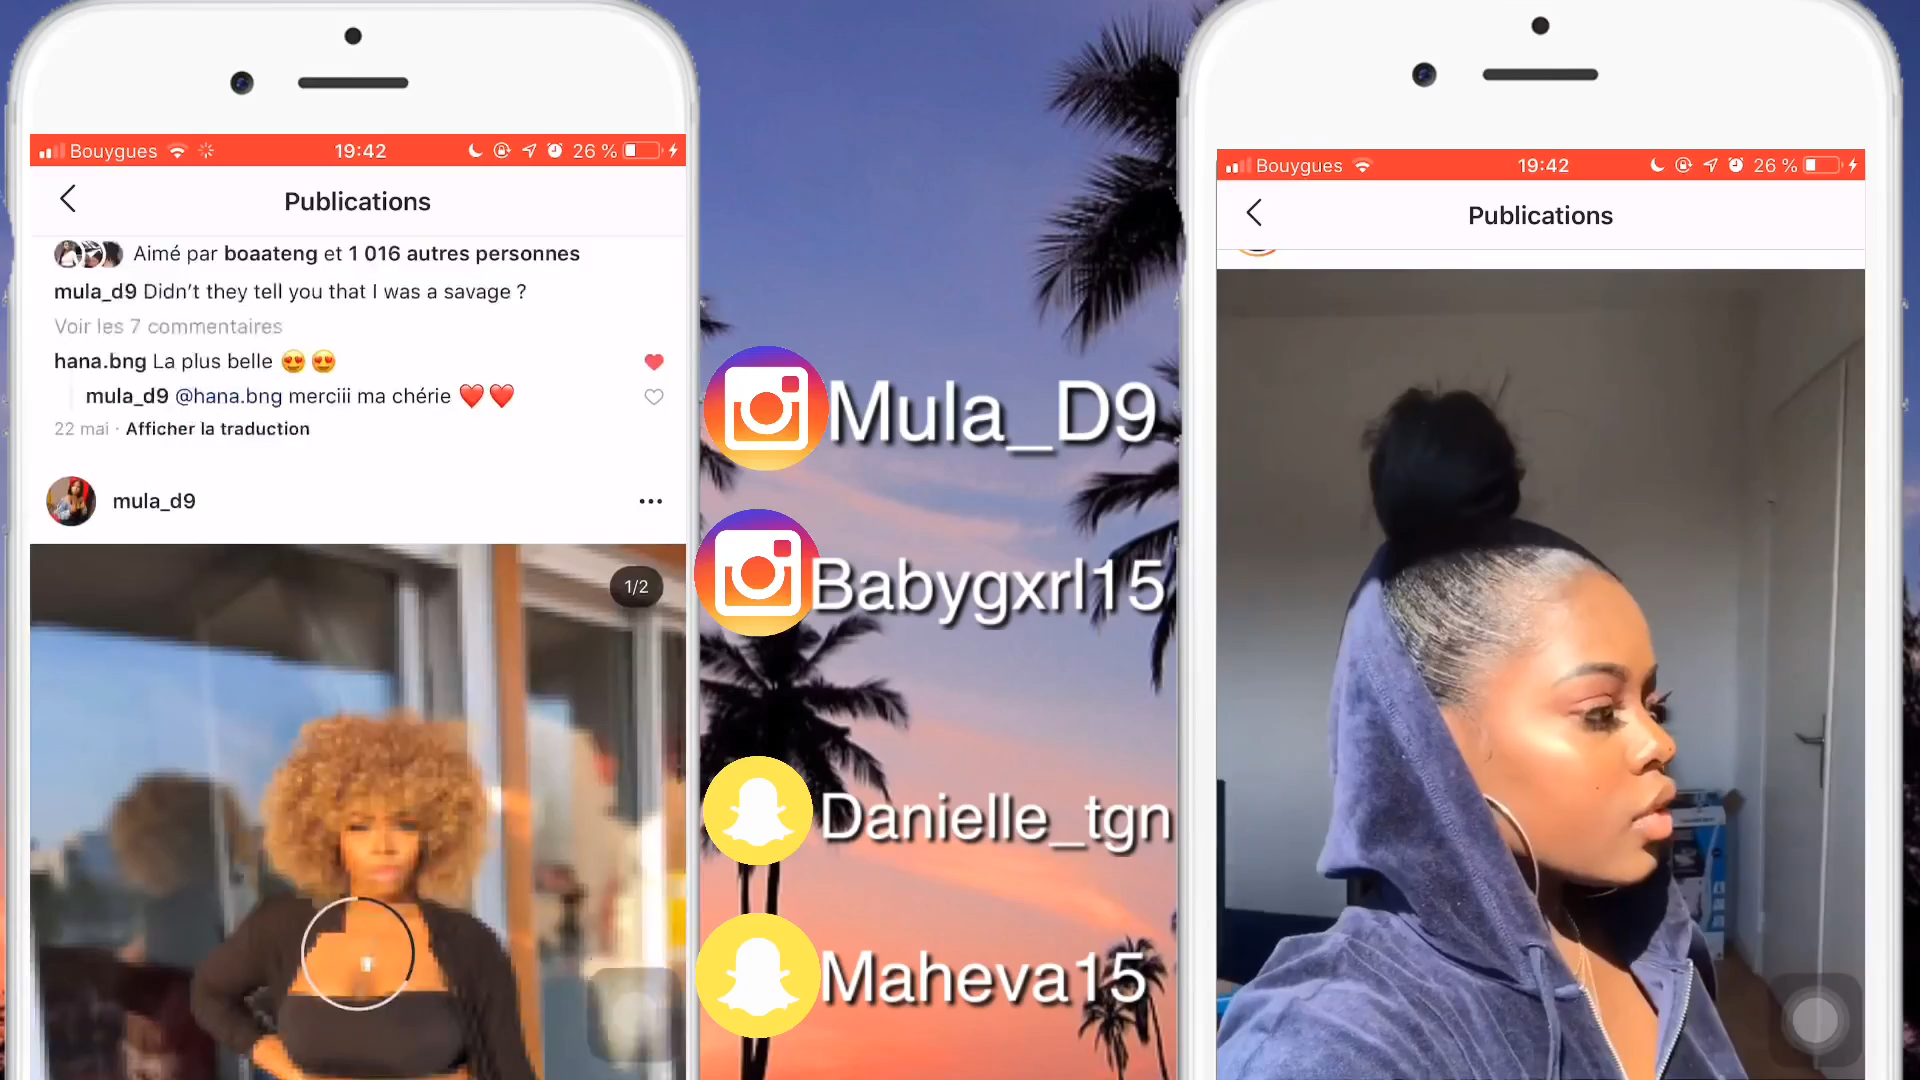 Bouygues 19:42 26 %
Publications
Aimé par boaateng et 1 016 autres personnes
mula_d9 Didn't they tell you that I was a savage ?
Voir les 7 commentaires
hana.bng La plus belle 😍😍
mula_d9 @hana.bng merciii ma chérie ❤️❤️
22 mai · Afficher la traduction
mula_d9
1/2
Mula_D9
Babygxrl15
Danielle_tgn
Maheva15
Bouygues 19:42 26 %
Publications